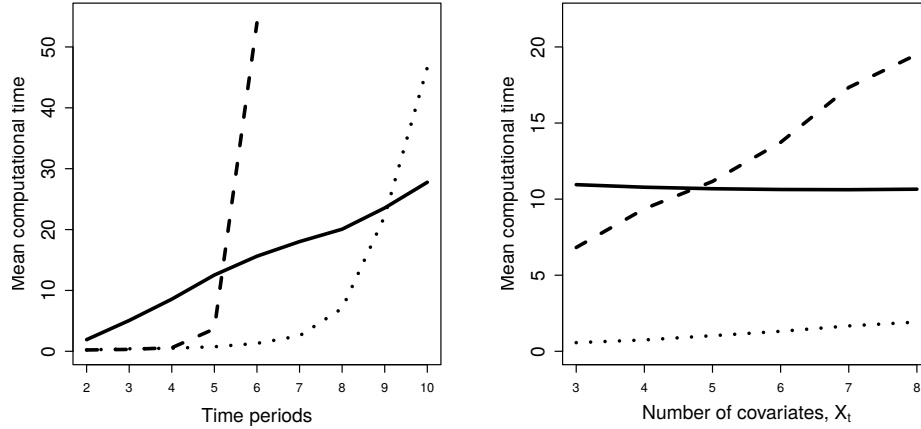 Mean computational time
50
40
30
20
10
0
2 3 4 5 6 7 8 9 10
Time periods
Mean computational time
20
15
10
5
0
3 4 5 6 7 8
Number of covariates, Xt